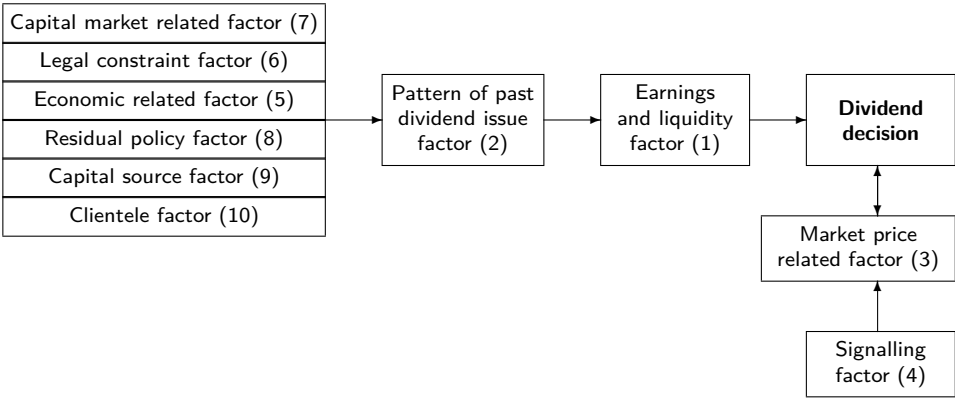 Capital market related factor (7)
Legal constraint factor (6)
Economic related factor (5)
Residual policy factor (8)
Capital source factor (9)
Clientele factor (10)
Pattern of past
dividend issue
factor (2)
Earnings
and liquidity
factor (1)
Dividend
decision
Market price
related factor (3)
Signalling
factor (4)